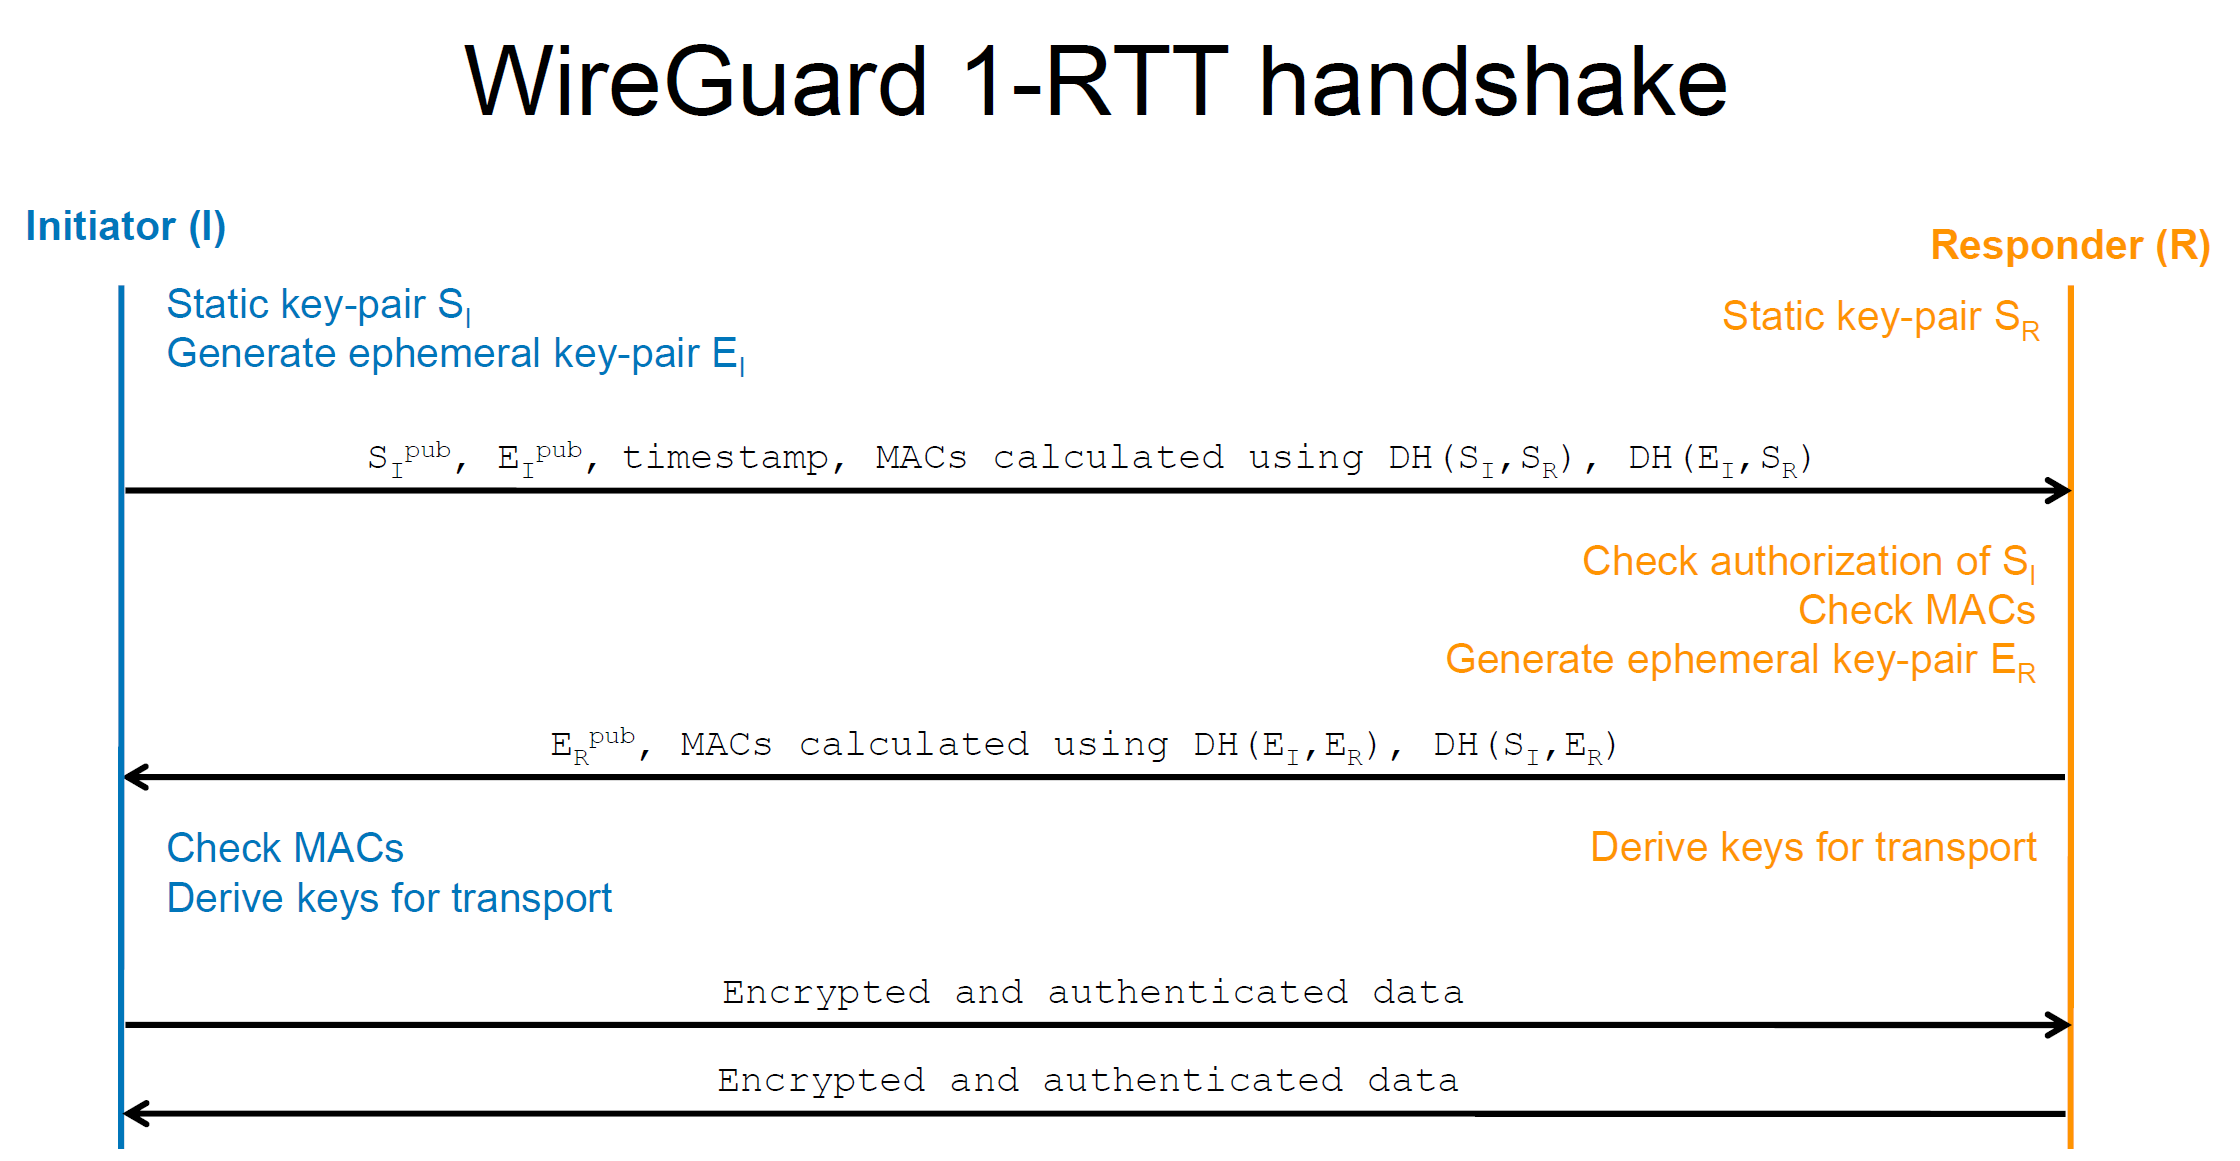 WireGuard 1-RTT handshake
Initiator (I)
Responder (R)
Static key-pair S_I
Generate ephemeral key-pair E_I
Static key-pair S_R
S_I^pub, E_I^pub, timestamp, MACs calculated using DH(S_I,S_R), DH(E_I,S_R)
Check authorization of S_I
Check MACs
Generate ephemeral key-pair E_R
E_R^pub, MACs calculated using DH(E_I,E_R), DH(S_I,E_R)
Check MACs
Derive keys for transport
Derive keys for transport
Encrypted and authenticated data
Encrypted and authenticated data